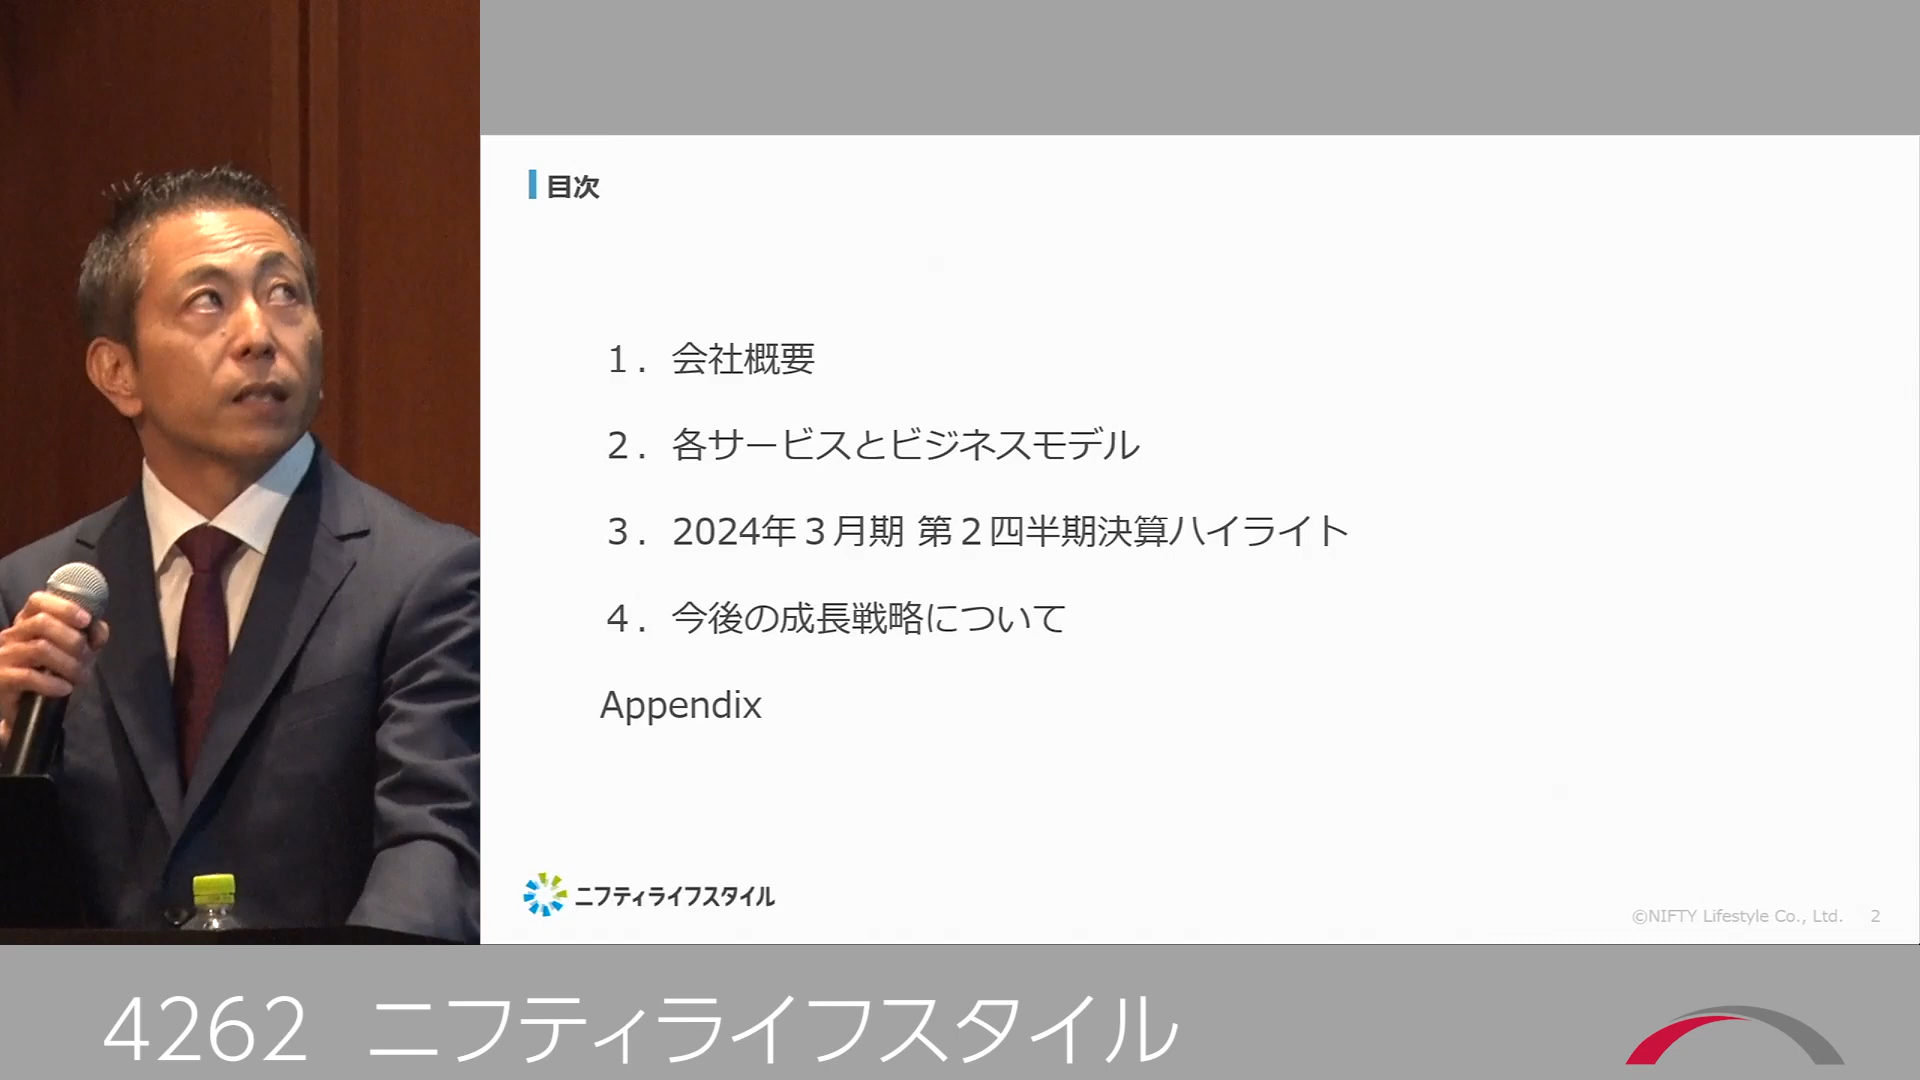 目次
１．会社概要
２．各サービスとビジネスモデル
３．2024年３月期 第２四半期決算ハイライト
４．今後の成長戦略について
Appendix
ニフティライフスタイル
©NIFTY Lifestyle Co., Ltd. 2
4262 ニフティライフスタイル